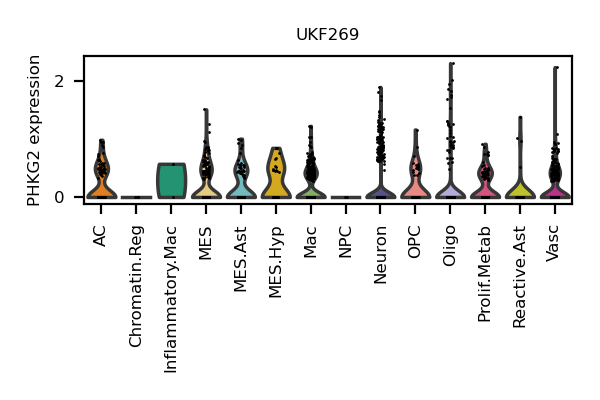 UKF269
PHKG2 expression
2
0
AC
Chromatin.Reg
Inflammatory.Mac
MES
MES.Ast
MES.Hyp
Mac
NPC
Neuron
OPC
Oligo
Prolif.Metab
Reactive.Ast
Vasc